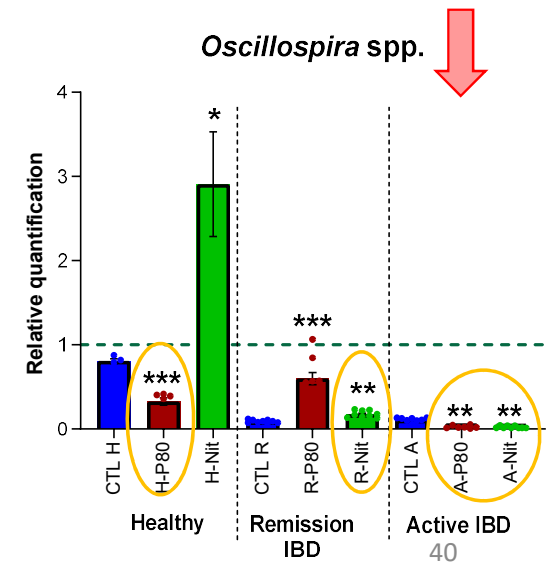 Oscillospira spp.
Relative quantification
4
3
2
1
0
*
***
***
**
**
**
CTL H
H-P80
H-Nit
CTL R
R-P80
R-Nit
CTL A
A-P80
A-Nit
Healthy
Remission
IBD
Active IBD
40